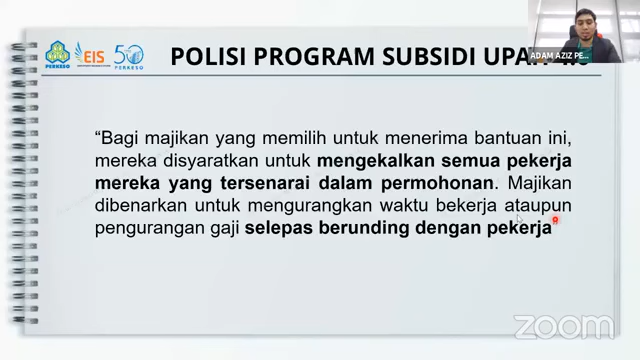 PERKESO
EIS
50
PERKESO
POLISI PROGRAM SUBSIDI UPAH
ADAM AZIZ PE...
“Bagi majikan yang memilih untuk menerima bantuan ini,
mereka disyaratkan untuk mengekalkan semua pekerja
mereka yang tersenarai dalam permohonan. Majikan
dibenarkan untuk mengurangkan waktu bekerja ataupun
pengurangan gaji selepas berunding dengan pekerja
zoom